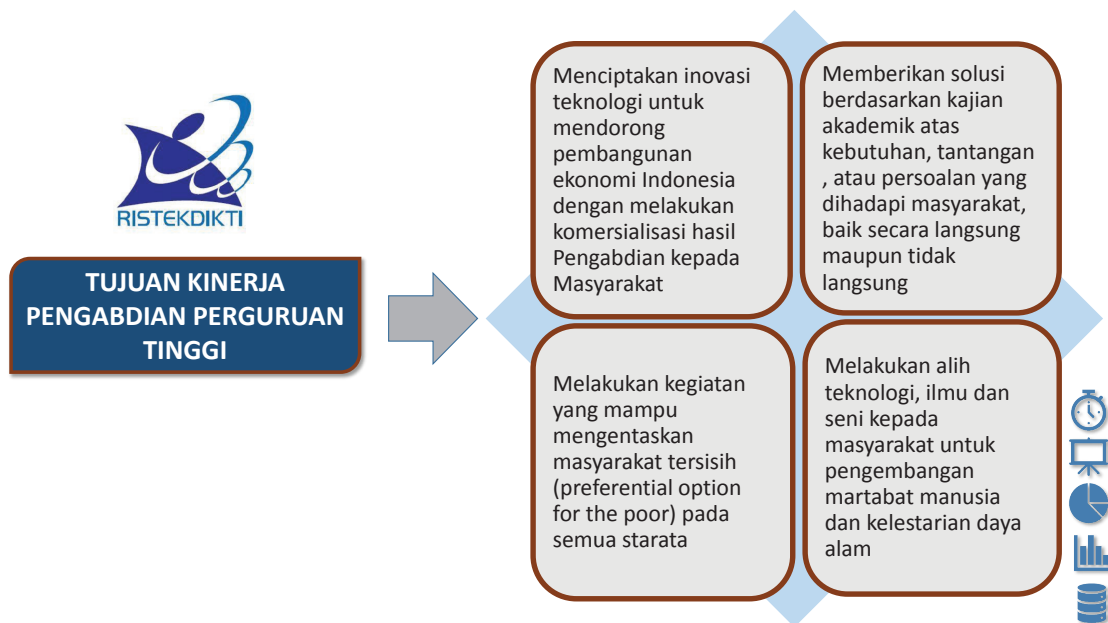 RISTEKDIKTI
TUJUAN KINERJA
PENGABDIAN PERGURUAN
TINGGI
Menciptakan inovasi
teknologi untuk
mendorong
pembangunan
ekonomi Indonesia
dengan melakukan
komersialisasi hasil
Pengabdian kepada
Masyarakat
Memberikan solusi
berdasarkan kajian
akademik atas
kebutuhan, tantangan
, atau persoalan yang
dihadapi masyarakat,
baik secara langsung
maupun tidak
langsung
Melakukan kegiatan
yang mampu
mengentaskan
masyarakat tersisih
(preferential option
for the poor) pada
semua starata
Melakukan alih
teknologi, ilmu dan
seni kepada
masyarakat untuk
pengembangan
martabat manusia
dan kelestarian daya
alam